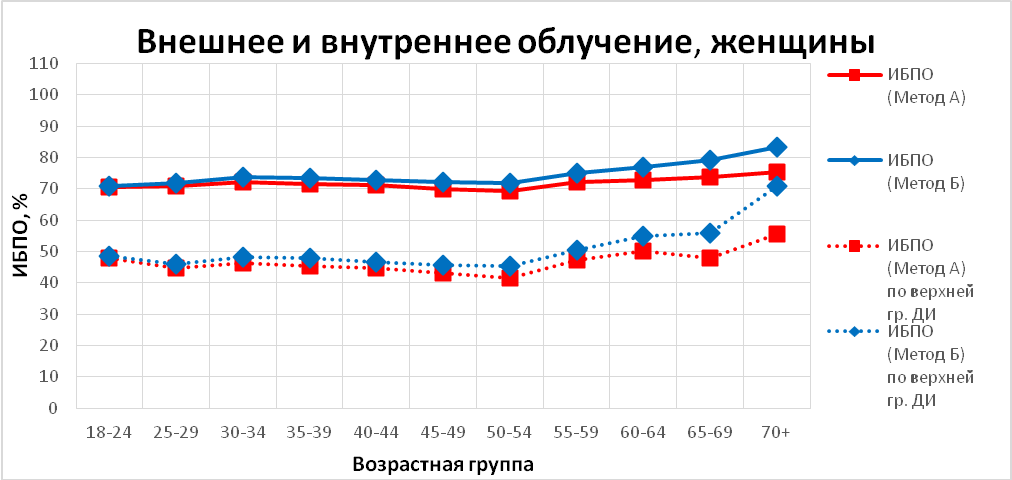 Внешнее и внутреннее облучение, женщины
110
100
90
80
70
60
50
40
30
20
10
0
ИБПО, %
18-24 25-29 30-34 35-39 40-44 45-49 50-54 55-59 60-64 65-69 70+
Возрастная группа
ИБПО
(Метод А)
ИБПО
(Метод Б)
ИБПО
(Метод А)
по верхней
гр. ДИ
ИБПО
(Метод Б)
по верхней
гр. ДИ